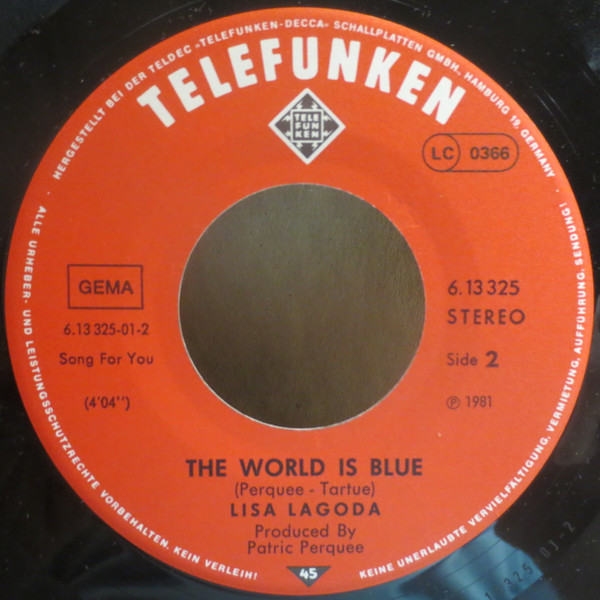 HERGESTELLT BEI DER TELDEC »TELEFUNKEN-DECCA« SCHALLPLATTEN GMBH., HAMBURG 19, GERMANY ·
TELEFUNKEN
TELE
FUN
KEN
LC 0366
GEMA
6.13 325-01-2
Song For You
(4'04'')
6.13 325
STEREO
Side 2
℗ 1981
THE WORLD IS BLUE
(Perquee - Tartue)
LISA LAGODA
Produced By
Patric Perquee
45
· ALLE URHEBER- UND LEISTUNGSSCHUTZRECHTE VORBEHALTEN. KEIN VERLEIH!
KEINE UNERLAUBTE VERVIELFÄLTIGUNG, VERMIETUNG, AUFFÜHRUNG, SENDUNG!